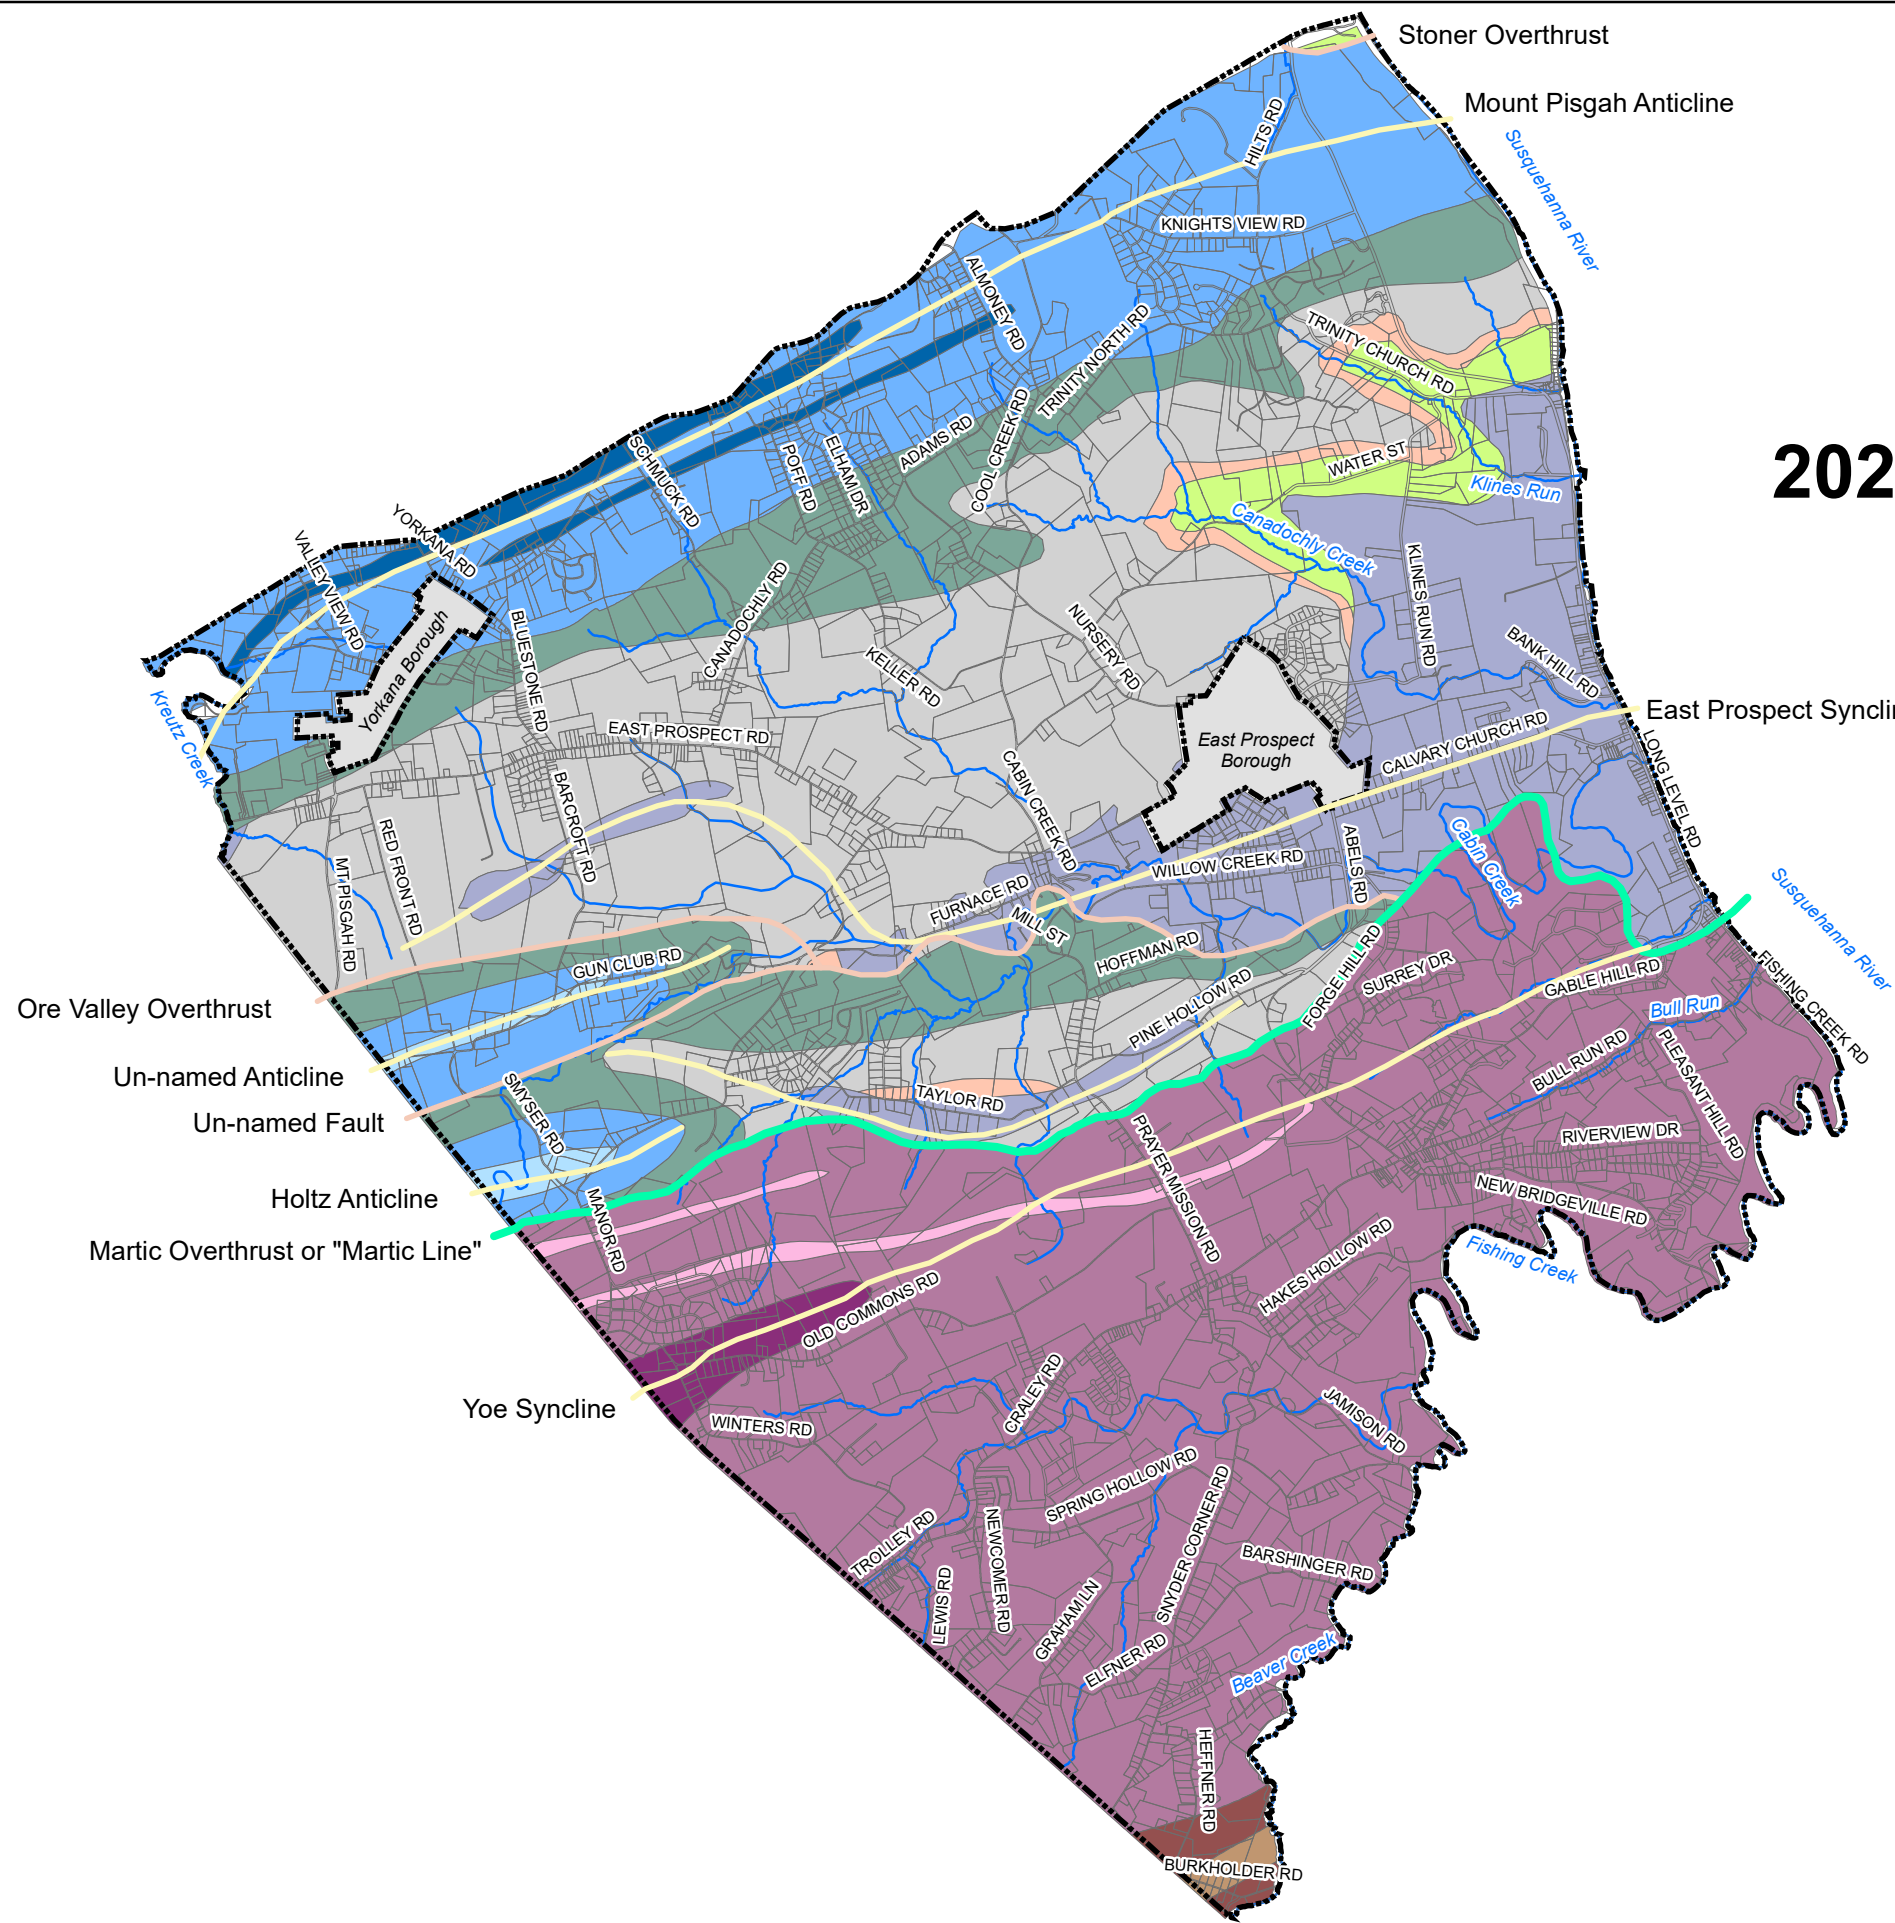 Stoner Overthrust
Mount Pisgah Anticline
HILTS RD
Susquehanna River
KNIGHTS VIEW RD
ALMONEY RD
TRINITY NORTH RD
TRINITY CHURCH RD
COOL CREEK RD
ADAMS RD
ELHAM DR
POFF RD
SCHMUCK RD
WATER ST
202
Klines Run
Canadochly Creek
YORKANA RD
VALLEY VIEW RD
Yorkana Borough
BLUESTONE RD
CANADOCHLY RD
KLINES RUN RD
NURSERY RD
KELLER RD
BANK HILL RD
Kreutz Creek
EAST PROSPECT RD
East Prospect
Borough
CALVARY CHURCH RD
East Prospect Synclin
LONG LEVEL RD
CABIN CREEK RD
BARCROFT RD
RED FRONT RD
MT PISGAH RD
ABELS RD
WILLOW CREEK RD
Cabin Creek
Susquehanna River
FURNACE RD
MILL ST
HOFFMAN RD
GUN CLUB RD
FORGE HILL RD
SURREY DR
GABLE HILL RD
FISHING CREEK RD
Ore Valley Overthrust
PINE HOLLOW RD
Bull Run
BULL RUN RD
PLEASANT HILL RD
Un-named Anticline
Un-named Fault
SMYSER RD
TAYLOR RD
PRAYER MISSION RD
RIVERVIEW DR
Holtz Anticline
NEW BRIDGEVILLE RD
MANOR RD
Martic Overthrust or "Martic Line"
Fishing Creek
HAKES HOLLOW RD
OLD COMMONS RD
Yoe Syncline
CRALEY RD
WINTERS RD
JAMISON RD
SPRING HOLLOW RD
SNYDER CORNER RD
TROLLEY RD
NEWCOMER RD
BARSHINGER RD
LEWIS RD
GRAHAM LN
ELFNER RD
Beaver Creek
HEFFNER RD
BURKHOLDER RD